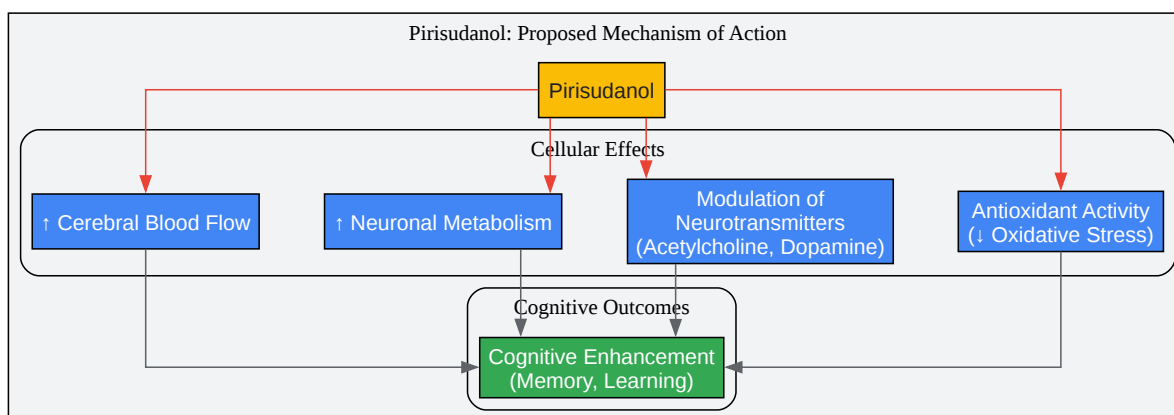 Pirisudanol: Proposed Mechanism of Action
Pirisudanol
Cellular Effects
↑ Cerebral Blood Flow
↑ Neuronal Metabolism
Modulation of
Neurotransmitters
(Acetylcholine, Dopamine)
Antioxidant Activity
(↓ Oxidative Stress)
Cognitive Outcomes
Cognitive Enhancement
(Memory, Learning)